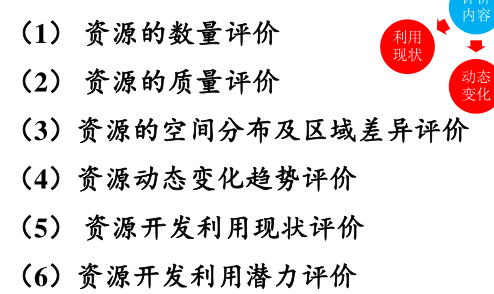 （1） 资源的数量评价
（2） 资源的质量评价
（3）资源的空间分布及区域差异评价
（4）资源动态变化趋势评价
（5） 资源开发利用现状评价
（6）资源开发利用潜力评价
内容
利用
现状
动态
变化